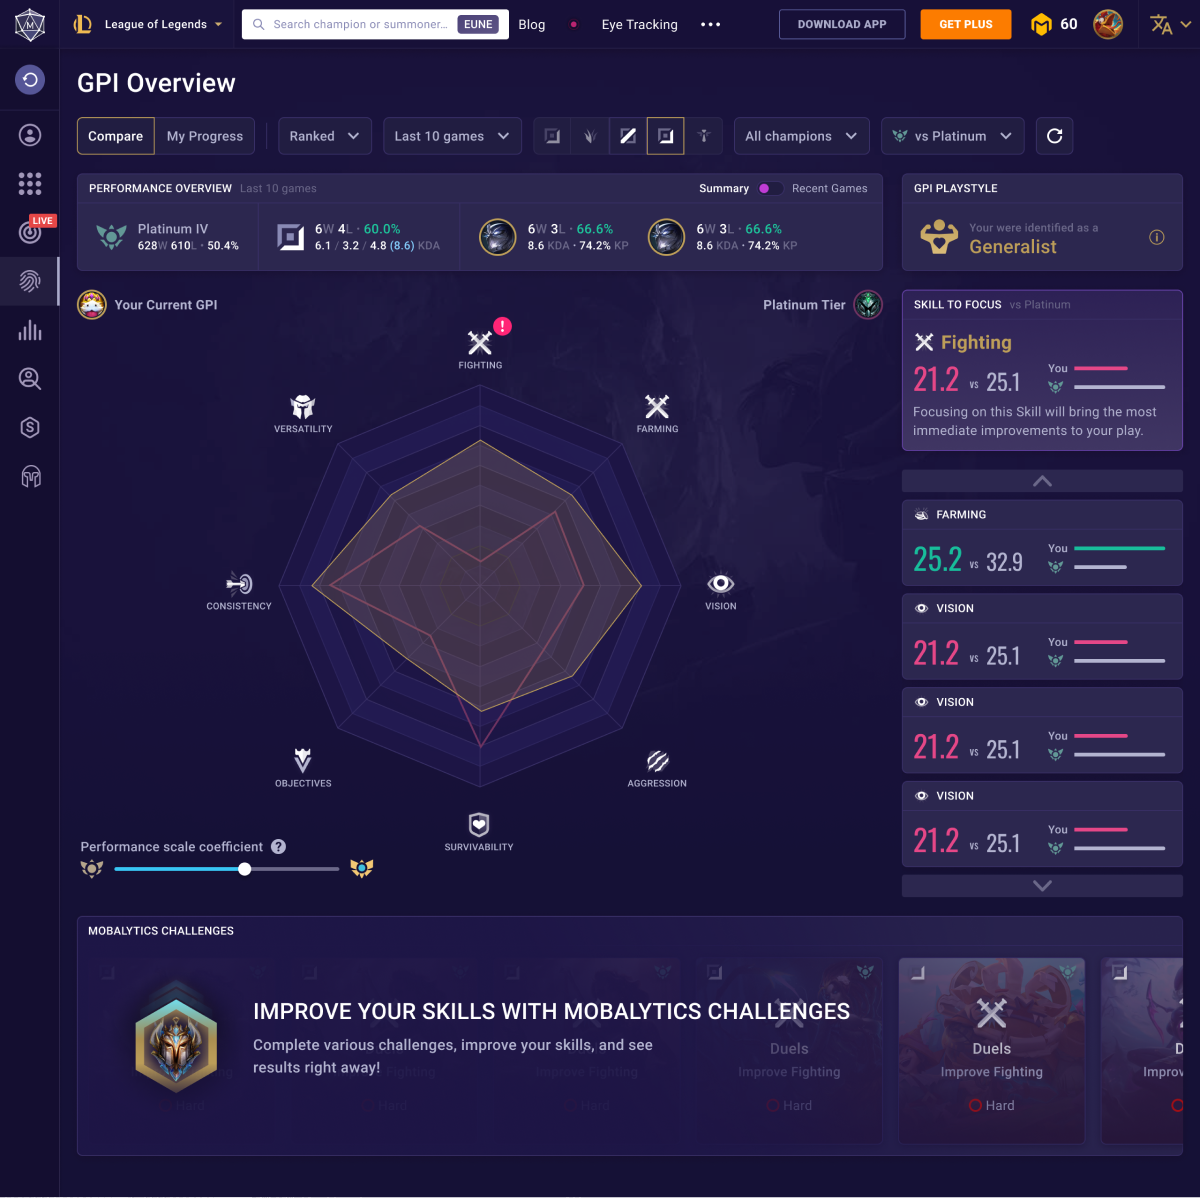 League of Legends
Search champion or summoner... EUNE
Blog
Eye Tracking
DOWNLOAD APP
GET PLUS
60
LIVE
GPI Overview
Compare
My Progress
Ranked
Last 10 games
All champions
vs Platinum
PERFORMANCE OVERVIEW Last 10 games
Summary
Recent Games
Platinum IV
628W 610L • 50.4%
6W 4L • 60.0%
6.1 / 3.2 / 4.8 (8.6) KDA
6W 3L • 66.6%
8.6 KDA • 74.2% KP
6W 3L • 66.6%
8.6 KDA • 74.2% KP
GPI PLAYSTYLE
Your were identified as a
Generalist
Your Current GPI
Platinum Tier
FIGHTING
FARMING
VISION
AGGRESSION
SURVIVABILITY
OBJECTIVES
CONSISTENCY
VERSATILITY
Performance scale coefficient ?
SKILL TO FOCUS vs Platinum
Fighting
21.2 vs 25.1
You
Focusing on this Skill will bring the most
immediate improvements to your play.
FARMING
25.2 vs 32.9
You
VISION
21.2 vs 25.1
You
VISION
21.2 vs 25.1
You
VISION
21.2 vs 25.1
You
MOBALYTICS CHALLENGES
IMPROVE YOUR SKILLS WITH MOBALYTICS CHALLENGES
Complete various challenges, improve your skills, and see
results right away!
Hard
Fighting
Hard
Improve Fighting
Hard
Duels
Improve Fighting
Hard
Duels
Improve Fighting
Hard
D
Improv